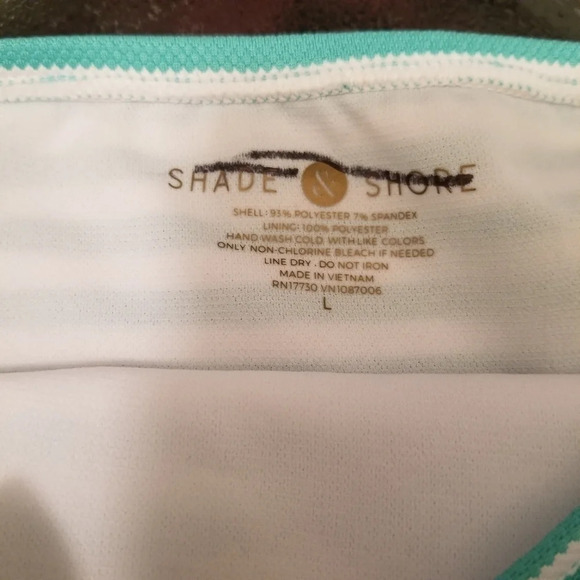 SHADE & SHORE
SHELL: 93% POLYESTER 7% SPANDEX
LINING: 100% POLYESTER
HAND WASH COLD WITH LIKE COLORS
ONLY NON-CHLORINE BLEACH IF NEEDED
LINE DRY . DO NOT IRON
MADE IN VIETNAM
RN17730 VN1087006
L